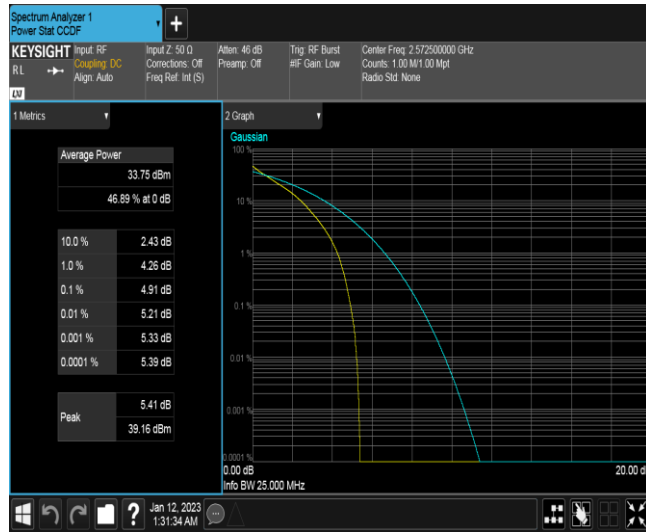 Spectrum Analyzer 1
Power Stat CCDF
+
KEYSIGHT
RL
LXI
Input: RF
Coupling: DC
Align: Auto
Input Z: 50 Ω
Corrections: Off
Freq Ref: Int (S)
Atten: 46 dB
Preamp: Off
Trig: RF Burst
#IF Gain: Low
Center Freq: 2.572500000 GHz
Counts: 1.00 M/1.00 Mpt
Radio Std: None
1 Metrics
Average Power
33.75 dBm
46.89 % at 0 dB
10.0 % 2.43 dB
1.0 % 4.26 dB
0.1 % 4.91 dB
0.01 % 5.21 dB
0.001 % 5.33 dB
0.0001 % 5.39 dB
Peak
5.41 dB
39.16 dBm
2 Graph
Gaussian
100 %
10 %
1 %
0.1 %
0.01 %
0.001 %
0.0001 %
0.00 dB
20.00 d
Info BW 25.000 MHz
?
Jan 12, 2023
1:31:34 AM